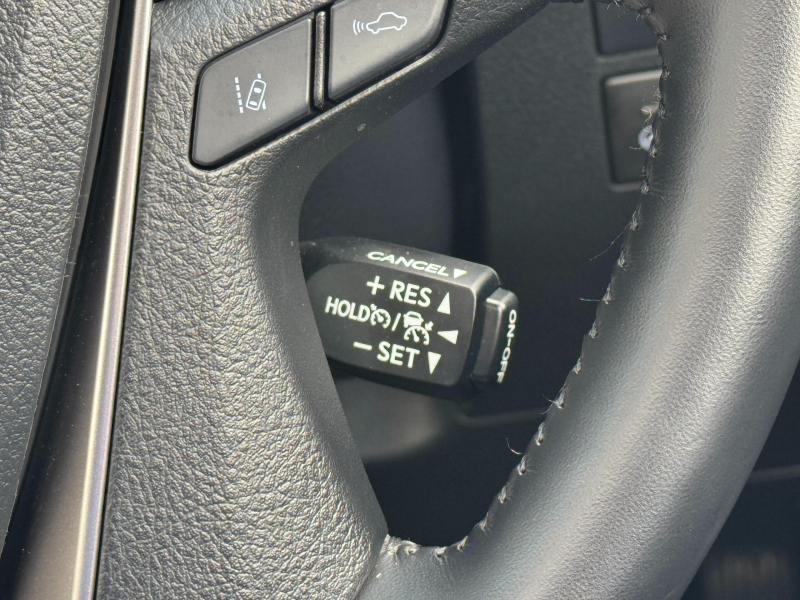 CANCEL▼
+ RES ▲
HOLD / ◀
− SET ▼
ON-OFF